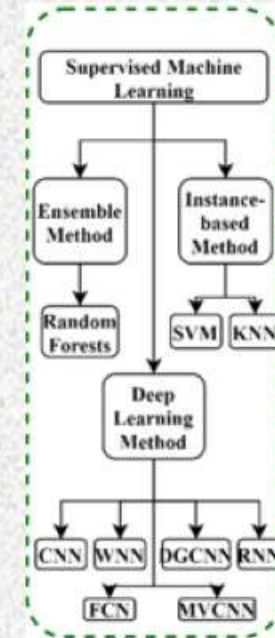 Supervised Machine
Learning
Ensemble
Method
Instance-
based
Method
Random
Forests
SVM
KNN
Deep
Learning
Method
CNN
WNN
DGCNN
RNN
FCN
MVCNN